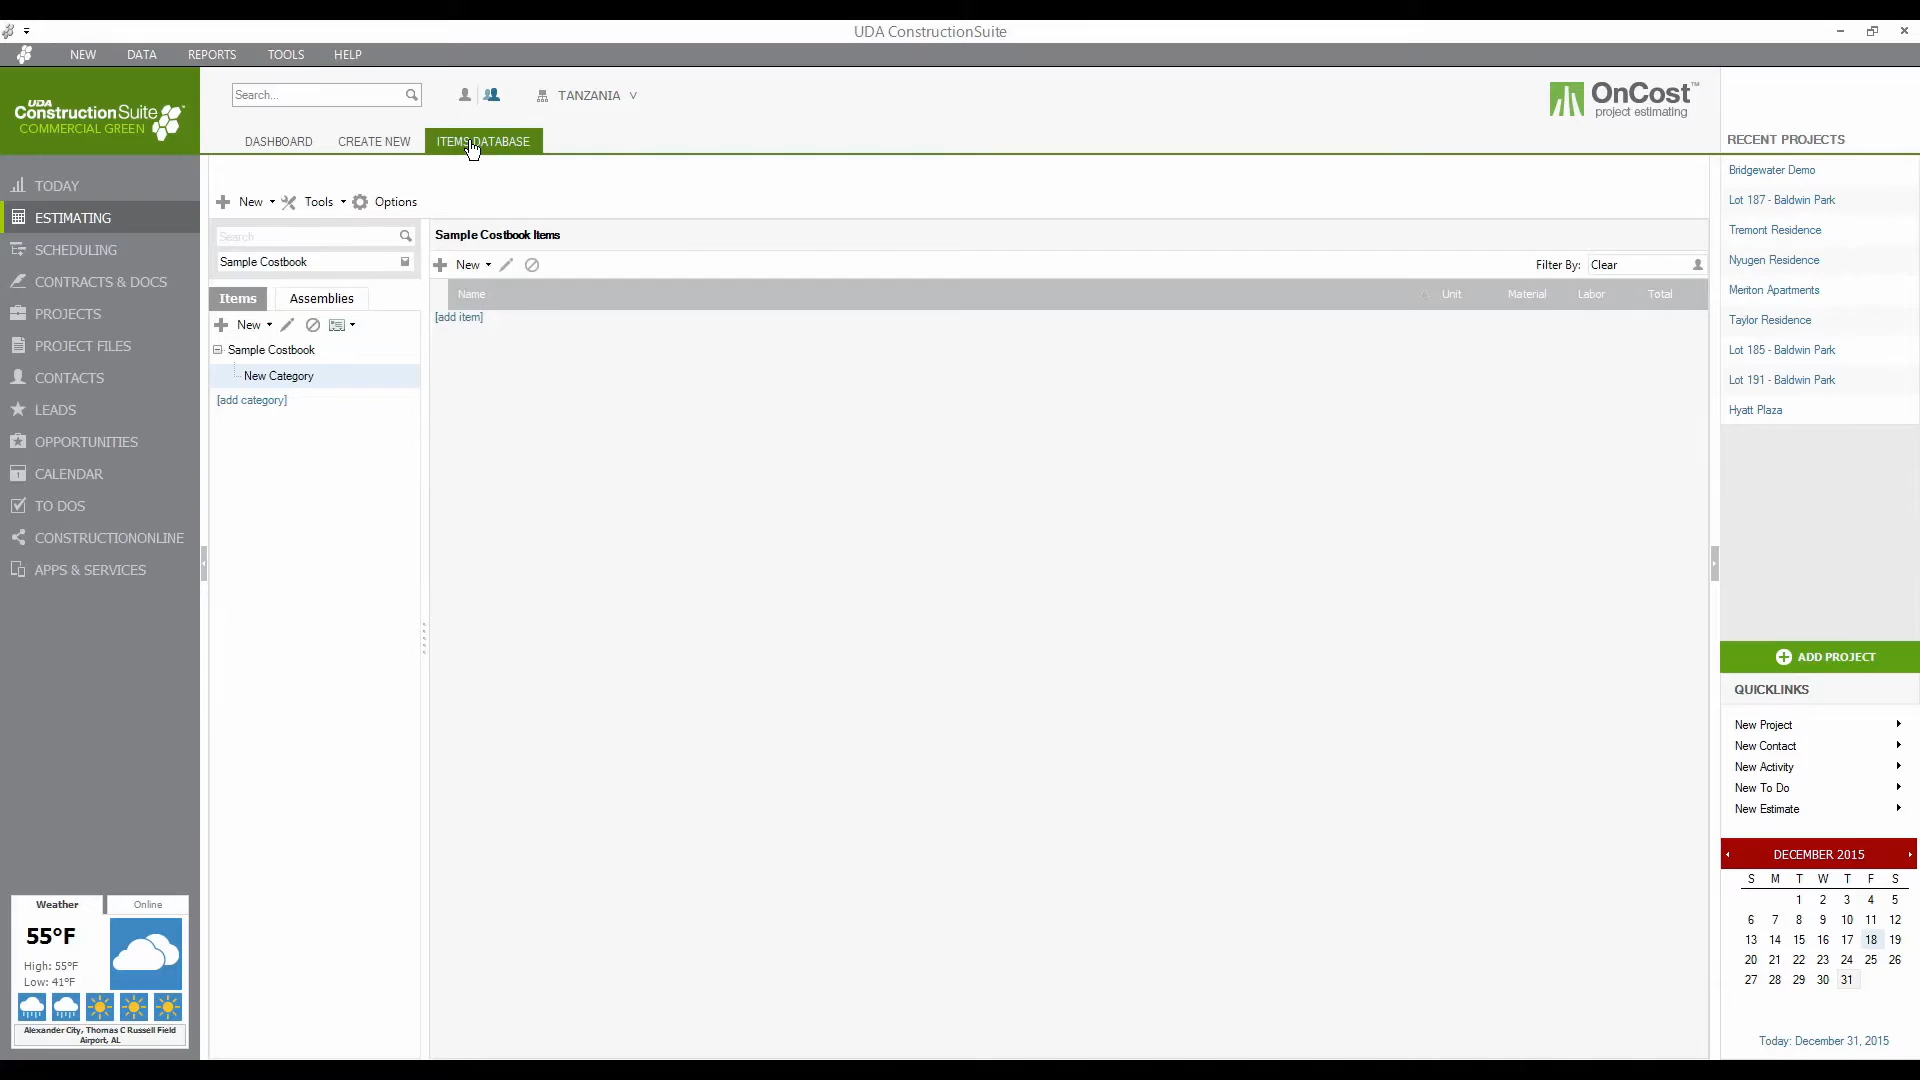 UDA ConstructionSuite
NEW DATA REPORTS TOOLS HELP
UDA
ConstructionSuite™
COMMERCIAL GREEN
Search...
TANZANIA
OnCost™
project estimating
DASHBOARD CREATE NEW ITEMS DATABASE
TODAY
ESTIMATING
SCHEDULING
CONTRACTS & DOCS
PROJECTS
PROJECT FILES
CONTACTS
LEADS
OPPORTUNITIES
CALENDAR
TO DOS
CONSTRUCTIONONLINE
APPS & SERVICES
Weather Online
55°F
High: 55°F
Low: 41°F
Alexander City, Thomas C Russell Field
Airport, AL
New Tools Options
Search
Sample Costbook
Items Assemblies
New
Sample Costbook
New Category
[add category]
Sample Costbook Items
New Filter By: Clear
Name Unit Material Labor Total
[add item]
RECENT PROJECTS
Bridgewater Demo
Lot 187 - Baldwin Park
Tremont Residence
Nyugen Residence
Meriton Apartments
Taylor Residence
Lot 185 - Baldwin Park
Lot 191 - Baldwin Park
Hyatt Plaza
ADD PROJECT
QUICKLINKS
New Project
New Contact
New Activity
New To Do
New Estimate
DECEMBER 2015
S M T W T F S
1 2 3 4 5
6 7 8 9 10 11 12
13 14 15 16 17 18 19
20 21 22 23 24 25 26
27 28 29 30 31
Today: December 31, 2015